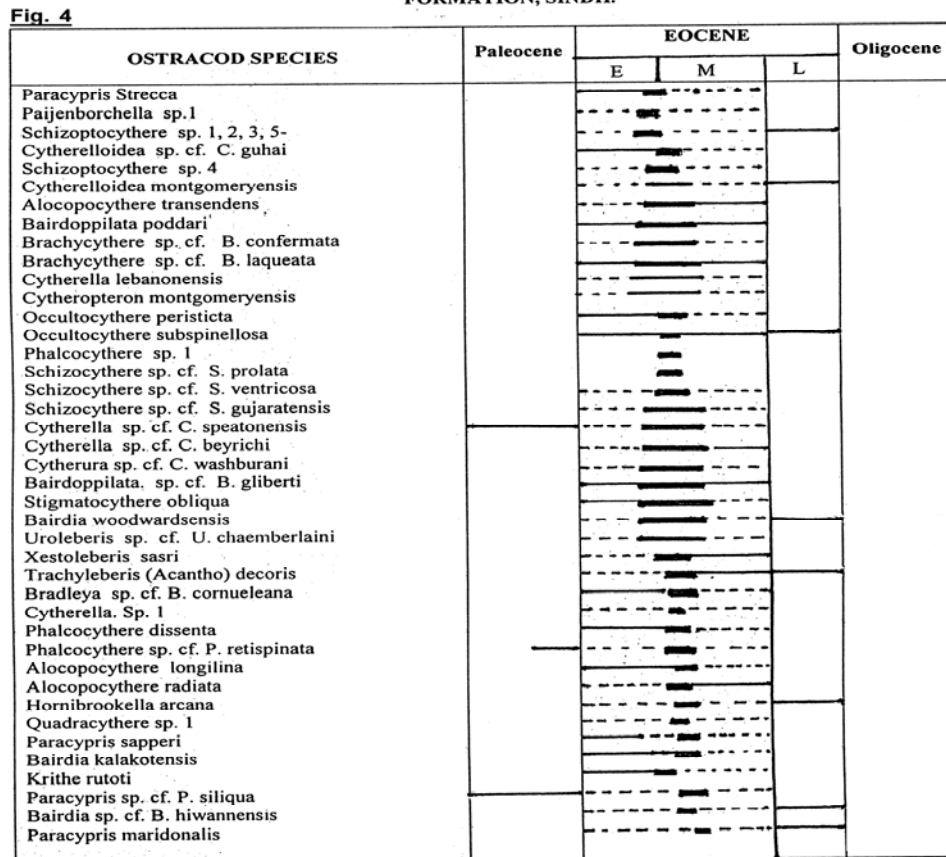 FORMATION, SINDH.
Fig. 4
OSTRACOD SPECIES
Paleocene
EOCENE
Oligocene
E
M
L
Paracypris Strecca
Paijenborchella sp.1
Schizoptocythere sp. 1, 2, 3, 5-
Cytherelloidea sp. cf. C. guhai
Schizoptocythere sp. 4
Cytherelloidea montgomeryensis
Alocopocythere transendens
Bairdoppilata poddari
Brachycythere sp. cf. B. confermata
Brachycythere sp. cf. B. laqueata
Cytherella lebanonensis
Cytheropteron montgomeryensis
Occultocythere peristicta
Occultocythere subspinellosa
Phalcocythere sp. 1
Schizocythere sp. cf. S. prolata
Schizocythere sp. cf. S. ventricosa
Schizocythere sp. cf. S. gujaratensis
Cytherella sp. cf. C. speatonensis
Cytherella sp. cf. C. beyrichi
Cytherura sp. cf. C. washburani
Bairdoppilata. sp. cf. B. gliberti
Stigmatocythere obliqua
Bairdia woodwardsensis
Uroleberis sp. cf. U. chaemberlaini
Xestoleberis sasri
Trachyleberis (Acantho) decoris
Bradleya sp. cf. B. cornueleana
Cytherella. Sp. 1
Phalcocythere dissenta
Phalcocythere sp. cf. P. retispinata
Alocopocythere longilina
Alocopocythere radiata
Hornibrookella arcana
Quadracythere sp. 1
Paracypris sapperi
Bairdia kalakotensis
Krithe rutoti
Paracypris sp. cf. P. siliqua
Bairdia sp. cf. B. hiwannensis
Paracypris maridonalis